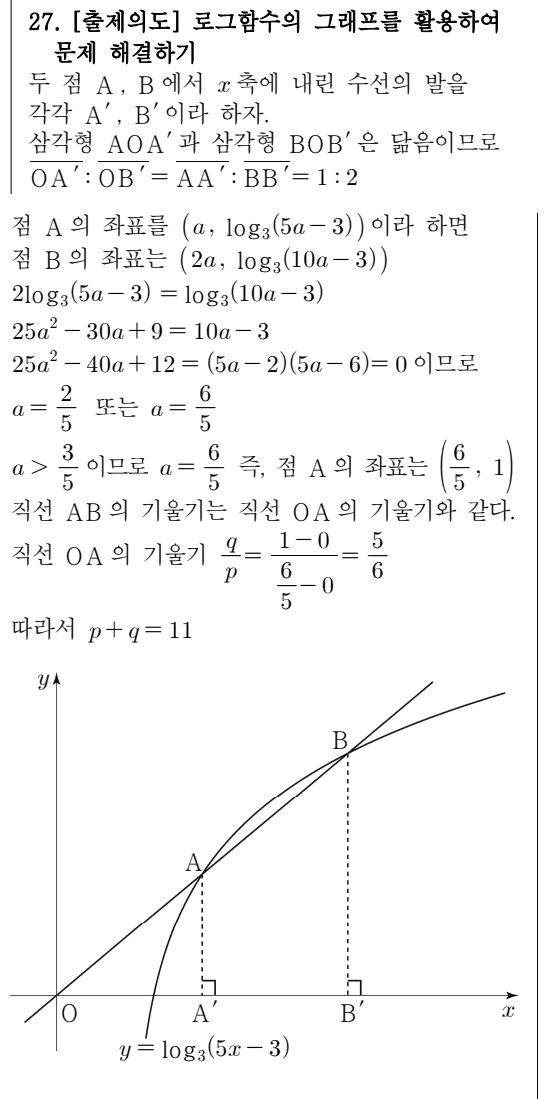 27. [출제의도] 로그함수의 그래프를 활용하여
문제 해결하기
두 점 A, B에서 x축에 내린 수선의 발을
각각 A′, B′이라 하자.
삼각형 AOA′과 삼각형 BOB′은 닮음이므로
OA′ : OB′ = AA′ : BB′ = 1 : 2
점 A의 좌표를 (a, log₃(5a−3))이라 하면
점 B의 좌표는 (2a, log₃(10a−3))
2log₃(5a−3) = log₃(10a−3)
25a² − 30a + 9 = 10a − 3
25a² − 40a + 12 = (5a−2)(5a−6) = 0 이므로
a = 2/5 또는 a = 6/5
a > 3/5 이므로 a = 6/5 즉, 점 A의 좌표는 (6/5, 1)
직선 AB의 기울기는 직선 OA의 기울기와 같다.
직선 OA의 기울기 q/p = (1−0)/(6/5−0) = 5/6
따라서 p + q = 11
y
B
A
O
A′
B′
x
y = log₃(5x−3)